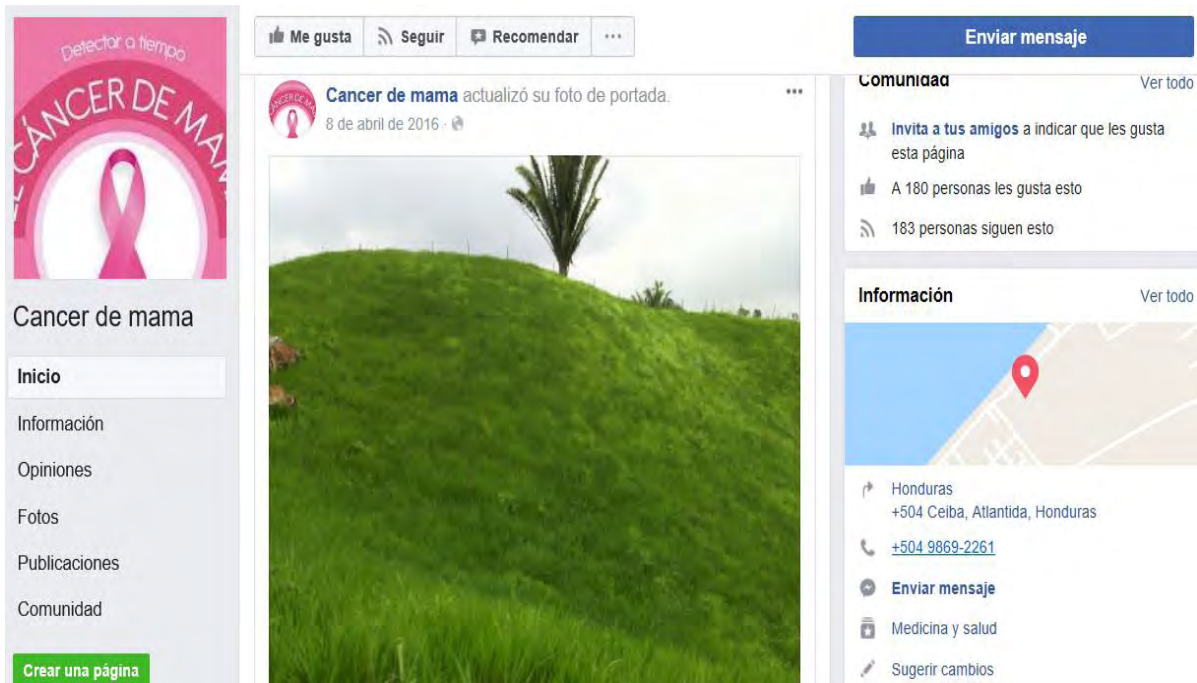 Detectar a tiempo
EL CÁNCER DE MAMA
Cancer de mama
Inicio
Información
Opiniones
Fotos
Publicaciones
Comunidad
Crear una página
Me gusta
Seguir
Recomendar
Cancer de mama actualizó su foto de portada.
8 de abril de 2016
Enviar mensaje
Comunidad
Ver todo
Invita a tus amigos a indicar que les gusta
esta página
A 180 personas les gusta esto
183 personas siguen esto
Información
Ver todo
Honduras
+504 Ceiba, Atlantida, Honduras
+504 9869-2261
Enviar mensaje
Medicina y salud
Sugerir cambios